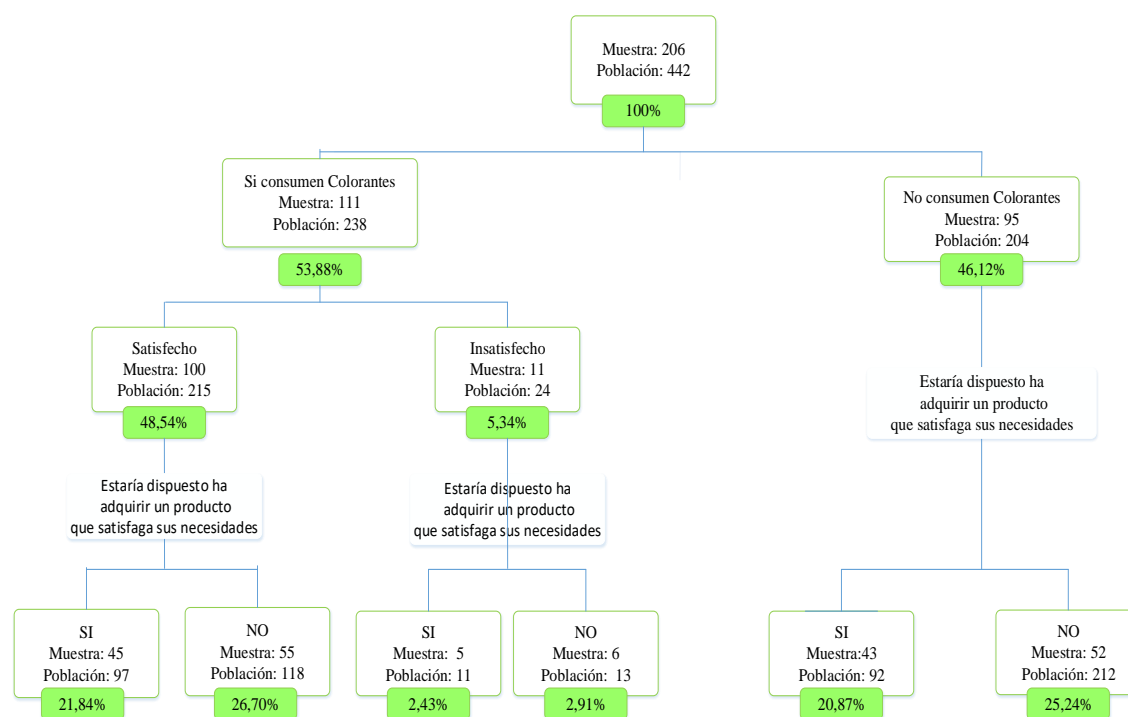 Muestra: 206
Población: 442
100%
Si consumen Colorantes
Muestra: 111
Población: 238
53,88%
No consumen Colorantes
Muestra: 95
Población: 204
46,12%
Satisfecho
Muestra: 100
Población: 215
48,54%
Insatisfecho
Muestra: 11
Población: 24
5,34%
Estaría dispuesto ha
adquirir un producto
que satisfaga sus necesidades
Estaría dispuesto ha
adquirir un producto
que satisfaga sus necesidades
Estaría dispuesto ha
adquirir un producto
que satisfaga sus necesidades
SI
Muestra: 45
Población: 97
21,84%
NO
Muestra: 55
Población: 118
26,70%
SI
Muestra: 5
Población: 11
2,43%
NO
Muestra: 6
Población: 13
2,91%
SI
Muestra:43
Población: 92
20,87%
NO
Muestra: 52
Población: 212
25,24%